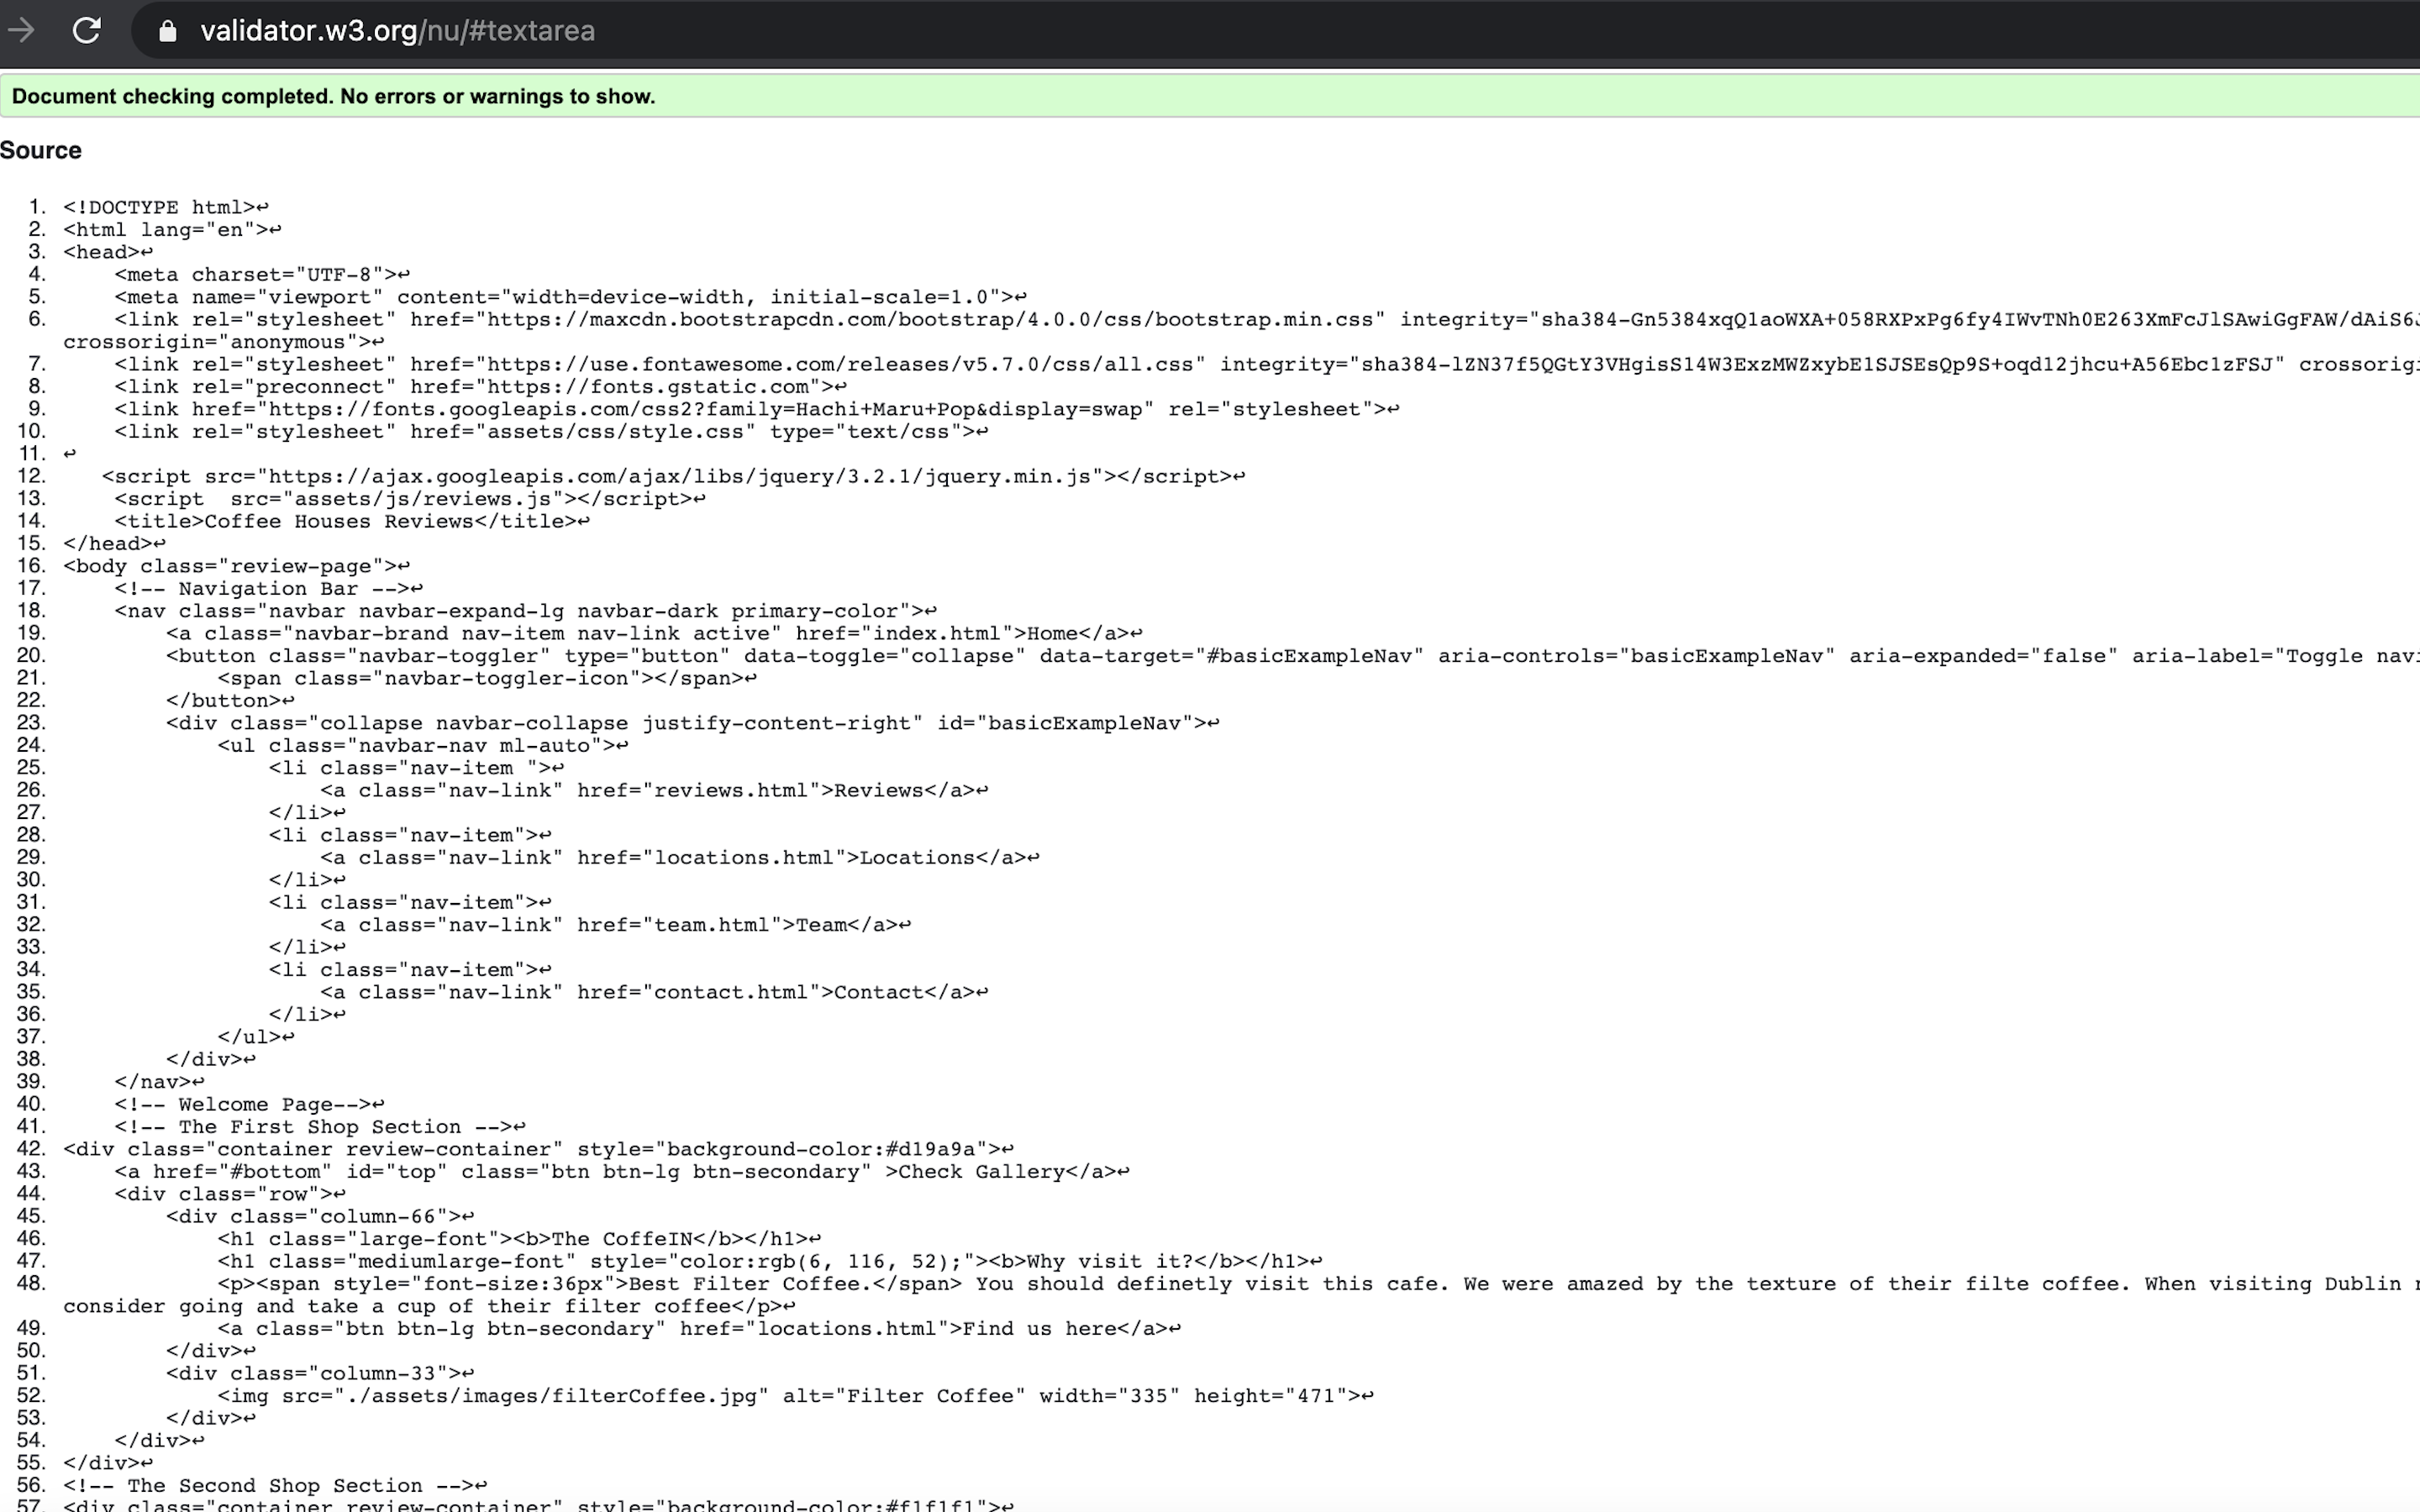 validator.w3.org/nu/#textarea
Document checking completed. No errors or warnings to show.
Source
1. <!DOCTYPE html>↩
2. <html lang="en">↩
3. <head>↩
4. <meta charset="UTF-8">↩
5. <meta name="viewport" content="width=device-width, initial-scale=1.0">↩
6. <link rel="stylesheet" href="https://maxcdn.bootstrapcdn.com/bootstrap/4.0.0/css/bootstrap.min.css" integrity="sha384-Gn5384xqQ1aoWXA+058RXPxPg6fy4IWvTNh0E263XmFcJlSAwiGgFAW/dAiS6J
crossorigin="anonymous">↩
7. <link rel="stylesheet" href="https://use.fontawesome.com/releases/v5.7.0/css/all.css" integrity="sha384-lZN37f5QGtY3VHgisS14W3ExzMWZxybE1SJSEsQp9S+oqd12jhcu+A56Ebc1zFSJ" crossorig
8. <link rel="preconnect" href="https://fonts.gstatic.com">↩
9. <link href="https://fonts.googleapis.com/css2?family=Hachi+Maru+Pop&display=swap" rel="stylesheet">↩
10. <link rel="stylesheet" href="assets/css/style.css" type="text/css">↩
11. ↩
12. <script src="https://ajax.googleapis.com/ajax/libs/jquery/3.2.1/jquery.min.js"></script>↩
13. <script  src="assets/js/reviews.js"></script>↩
14. <title>Coffee Houses Reviews</title>↩
15. </head>↩
16. <body class="review-page">↩
17. <!-- Navigation Bar -->↩
18. <nav class="navbar navbar-expand-lg navbar-dark primary-color">↩
19. <a class="navbar-brand nav-item nav-link active" href="index.html">Home</a>↩
20. <button class="navbar-toggler" type="button" data-toggle="collapse" data-target="#basicExampleNav" aria-controls="basicExampleNav" aria-expanded="false" aria-label="Toggle nav
21. <span class="navbar-toggler-icon"></span>↩
22. </button>↩
23. <div class="collapse navbar-collapse justify-content-right" id="basicExampleNav">↩
24. <ul class="navbar-nav ml-auto">↩
25. <li class="nav-item ">↩
26. <a class="nav-link" href="reviews.html">Reviews</a>↩
27. </li>↩
28. <li class="nav-item">↩
29. <a class="nav-link" href="locations.html">Locations</a>↩
30. </li>↩
31. <li class="nav-item">↩
32. <a class="nav-link" href="team.html">Team</a>↩
33. </li>↩
34. <li class="nav-item">↩
35. <a class="nav-link" href="contact.html">Contact</a>↩
36. </li>↩
37. </ul>↩
38. </div>↩
39. </nav>↩
40. <!-- Welcome Page-->↩
41. <!-- The First Shop Section -->↩
42. <div class="container review-container" style="background-color:#d19a9a">↩
43. <a href="#bottom" id="top" class="btn btn-lg btn-secondary" >Check Gallery</a>↩
44. <div class="row">↩
45. <div class="column-66">↩
46. <h1 class="large-font"><b>The CoffeIN</b></h1>↩
47. <h1 class="mediumlarge-font" style="color:rgb(6, 116, 52);"><b>Why visit it?</b></h1>↩
48. <p><span style="font-size:36px">Best Filter Coffee.</span> You should definetly visit this cafe. We were amazed by the texture of their filte coffee. When visiting Dublin
consider going and take a cup of their filter coffee</p>↩
49. <a class="btn btn-lg btn-secondary" href="locations.html">Find us here</a>↩
50. </div>↩
51. <div class="column-33">↩
52. <img src="./assets/images/filterCoffee.jpg" alt="Filter Coffee" width="335" height="471">↩
53. </div>↩
54. </div>↩
55. </div>↩
56. <!-- The Second Shop Section -->↩
57. <div class="container review-container" style="background-color:#f1f1f1">↩